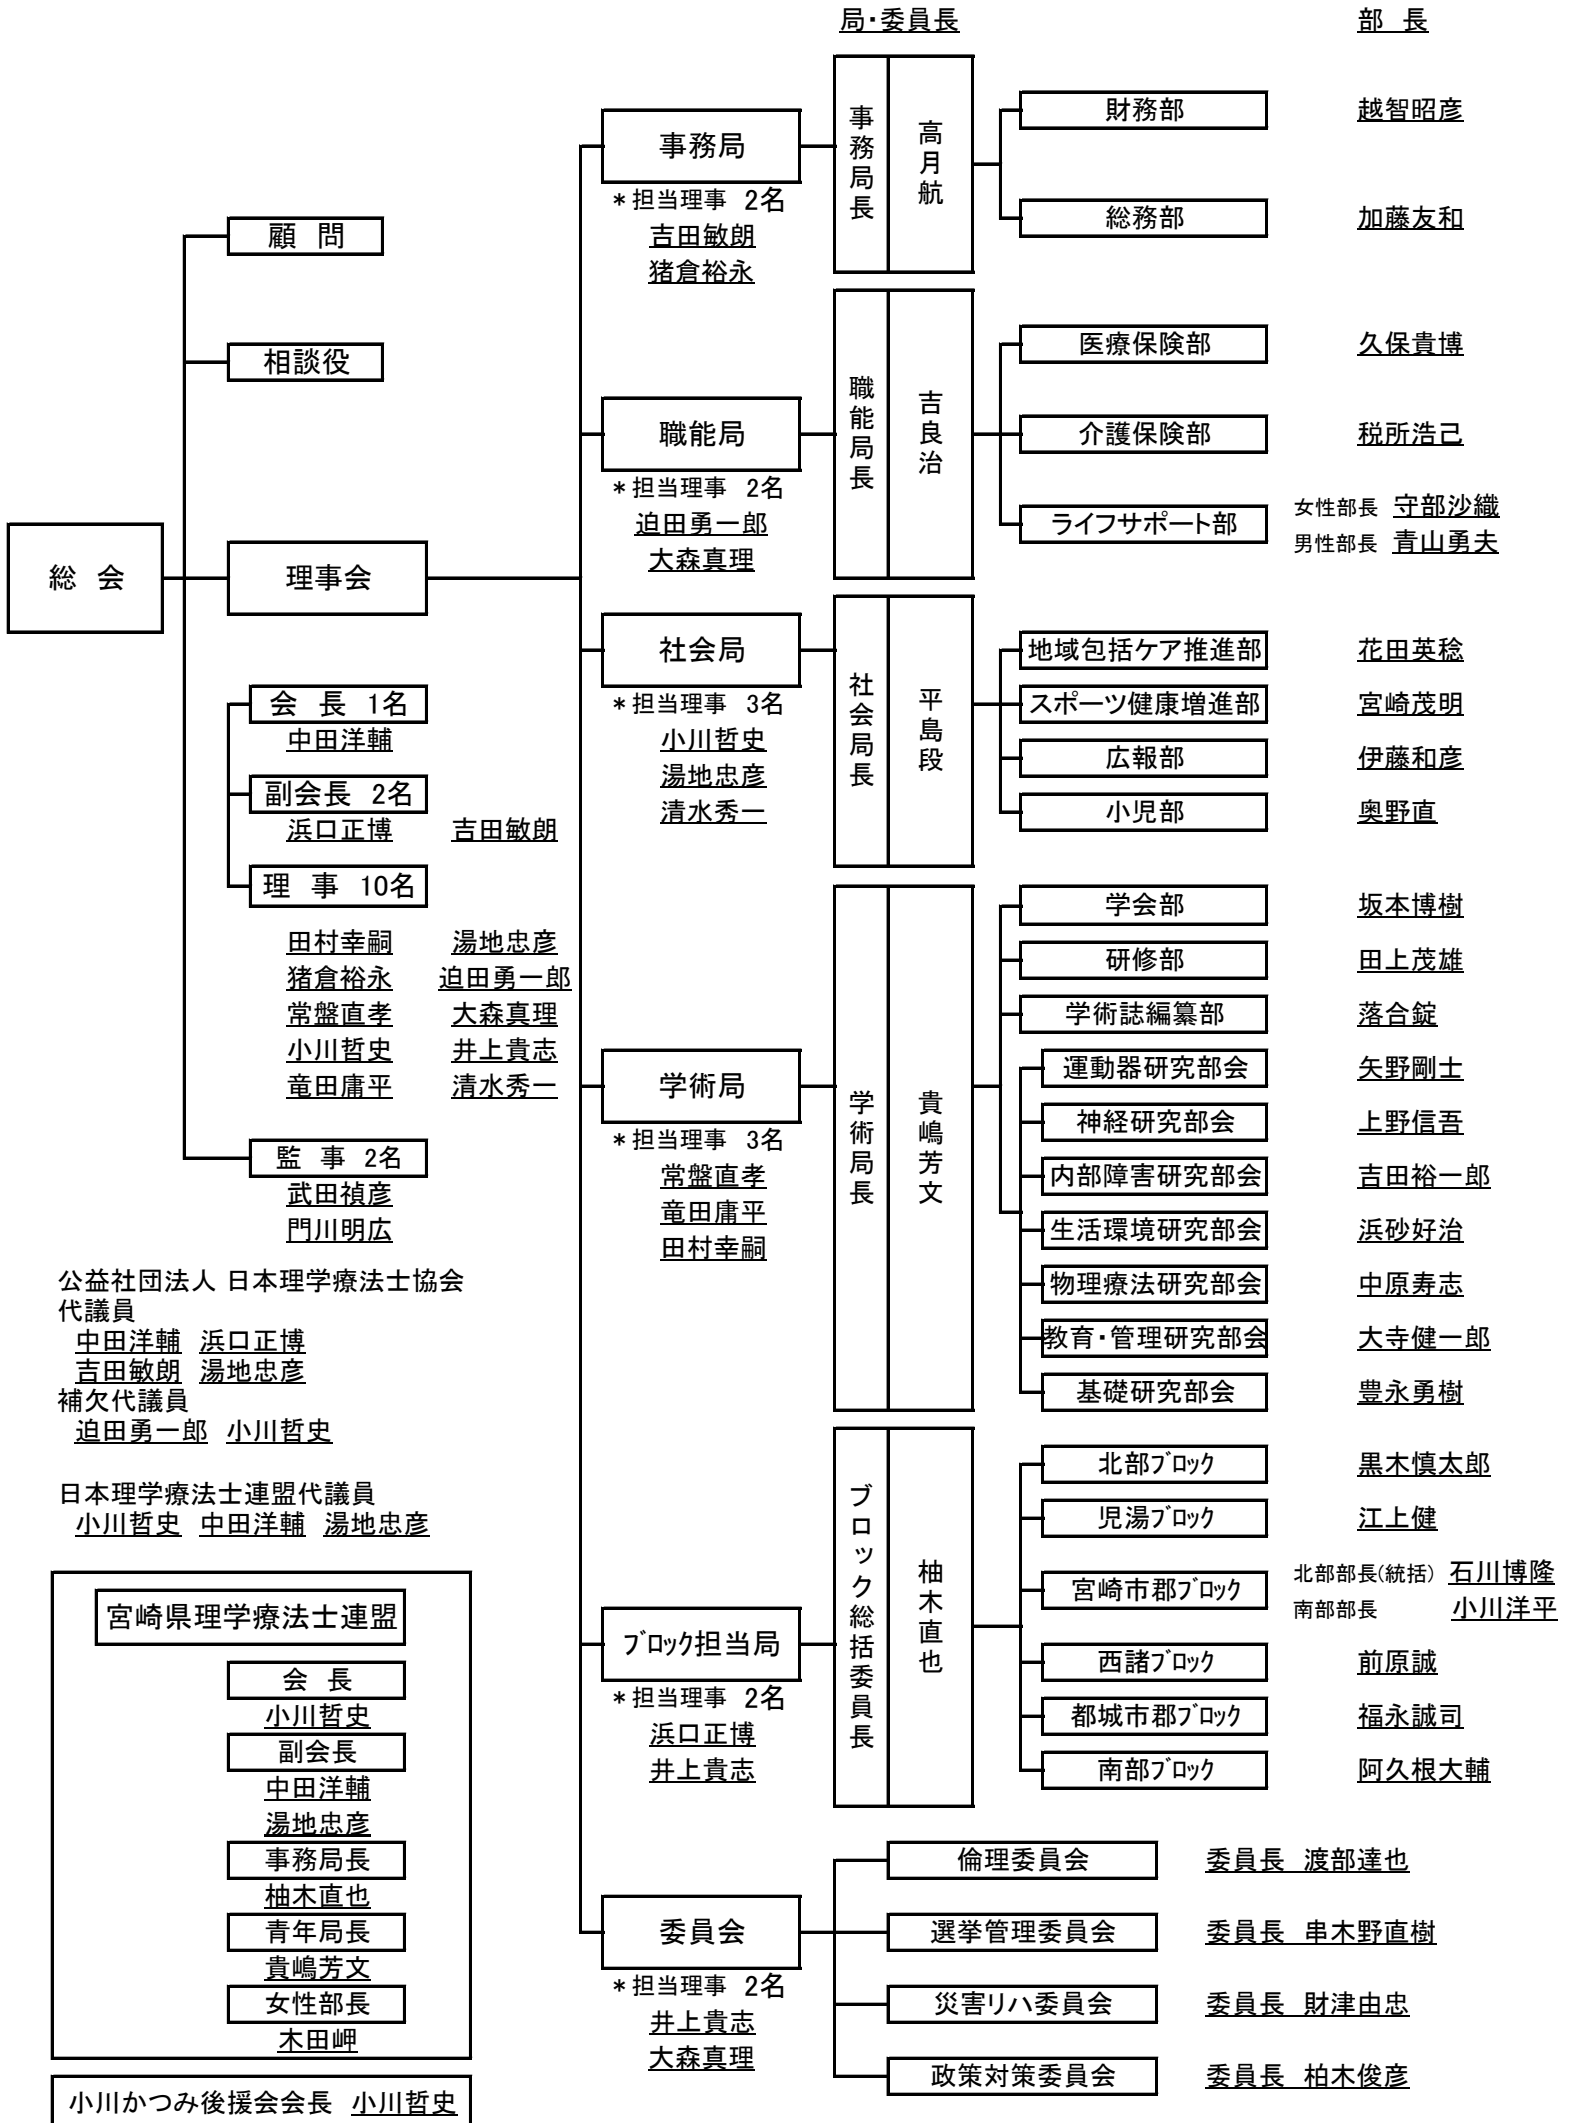 局・委員長
部 長
総 会
顧 問
相談役
理事会
会 長 1名
中田洋輔
副会長 2名
浜口正博 吉田敏朗
理 事 10名
田村幸嗣 湯地忠彦
猪倉裕永 迫田勇一郎
常盤直孝 大森真理
小川哲史 井上貴志
竜田庸平 清水秀一
監 事 2名
武田禎彦
門川明広
公益社団法人 日本理学療法士協会
代議員
中田洋輔 浜口正博
吉田敏朗 湯地忠彦
補欠代議員
迫田勇一郎 小川哲史
日本理学療法士連盟代議員
小川哲史 中田洋輔 湯地忠彦
宮崎県理学療法士連盟
会 長
小川哲史
副会長
中田洋輔
湯地忠彦
事務局長
柚木直也
青年局長
貴嶋芳文
女性部長
木田岬
小川かつみ後援会会長 小川哲史
事務局
*担当理事 2名
吉田敏朗
猪倉裕永
事務局長
高月航
財務部 越智昭彦
総務部 加藤友和
職能局
*担当理事 2名
迫田勇一郎
大森真理
職能局長
吉良治
医療保険部 久保貴博
介護保険部 税所浩己
ライフサポート部
女性部長 守部沙織
男性部長 青山勇夫
社会局
*担当理事 3名
小川哲史
湯地忠彦
清水秀一
社会局長
平島段
地域包括ケア推進部 花田英稔
スポーツ健康増進部 宮崎茂明
広報部 伊藤和彦
小児部 奥野直
学術局
*担当理事 3名
常盤直孝
竜田庸平
田村幸嗣
学術局長
貴嶋芳文
学会部 坂本博樹
研修部 田上茂雄
学術誌編纂部 落合錠
運動器研究部会 矢野剛士
神経研究部会 上野信吾
内部障害研究部会 吉田裕一郎
生活環境研究部会 浜砂好治
物理療法研究部会 中原寿志
教育・管理研究部会 大寺健一郎
基礎研究部会 豊永勇樹
ブロック担当局
*担当理事 2名
浜口正博
井上貴志
ブロック総括委員長
柚木直也
北部ブロック 黒木慎太郎
児湯ブロック 江上健
宮崎市郡ブロック
北部部長(統括) 石川博隆
南部部長 小川洋平
西諸ブロック 前原誠
都城市郡ブロック 福永誠司
南部ブロック 阿久根大輔
委員会
*担当理事 2名
井上貴志
大森真理
倫理委員会 委員長 渡部達也
選挙管理委員会 委員長 串木野直樹
災害リハ委員会 委員長 財津由忠
政策対策委員会 委員長 柏木俊彦